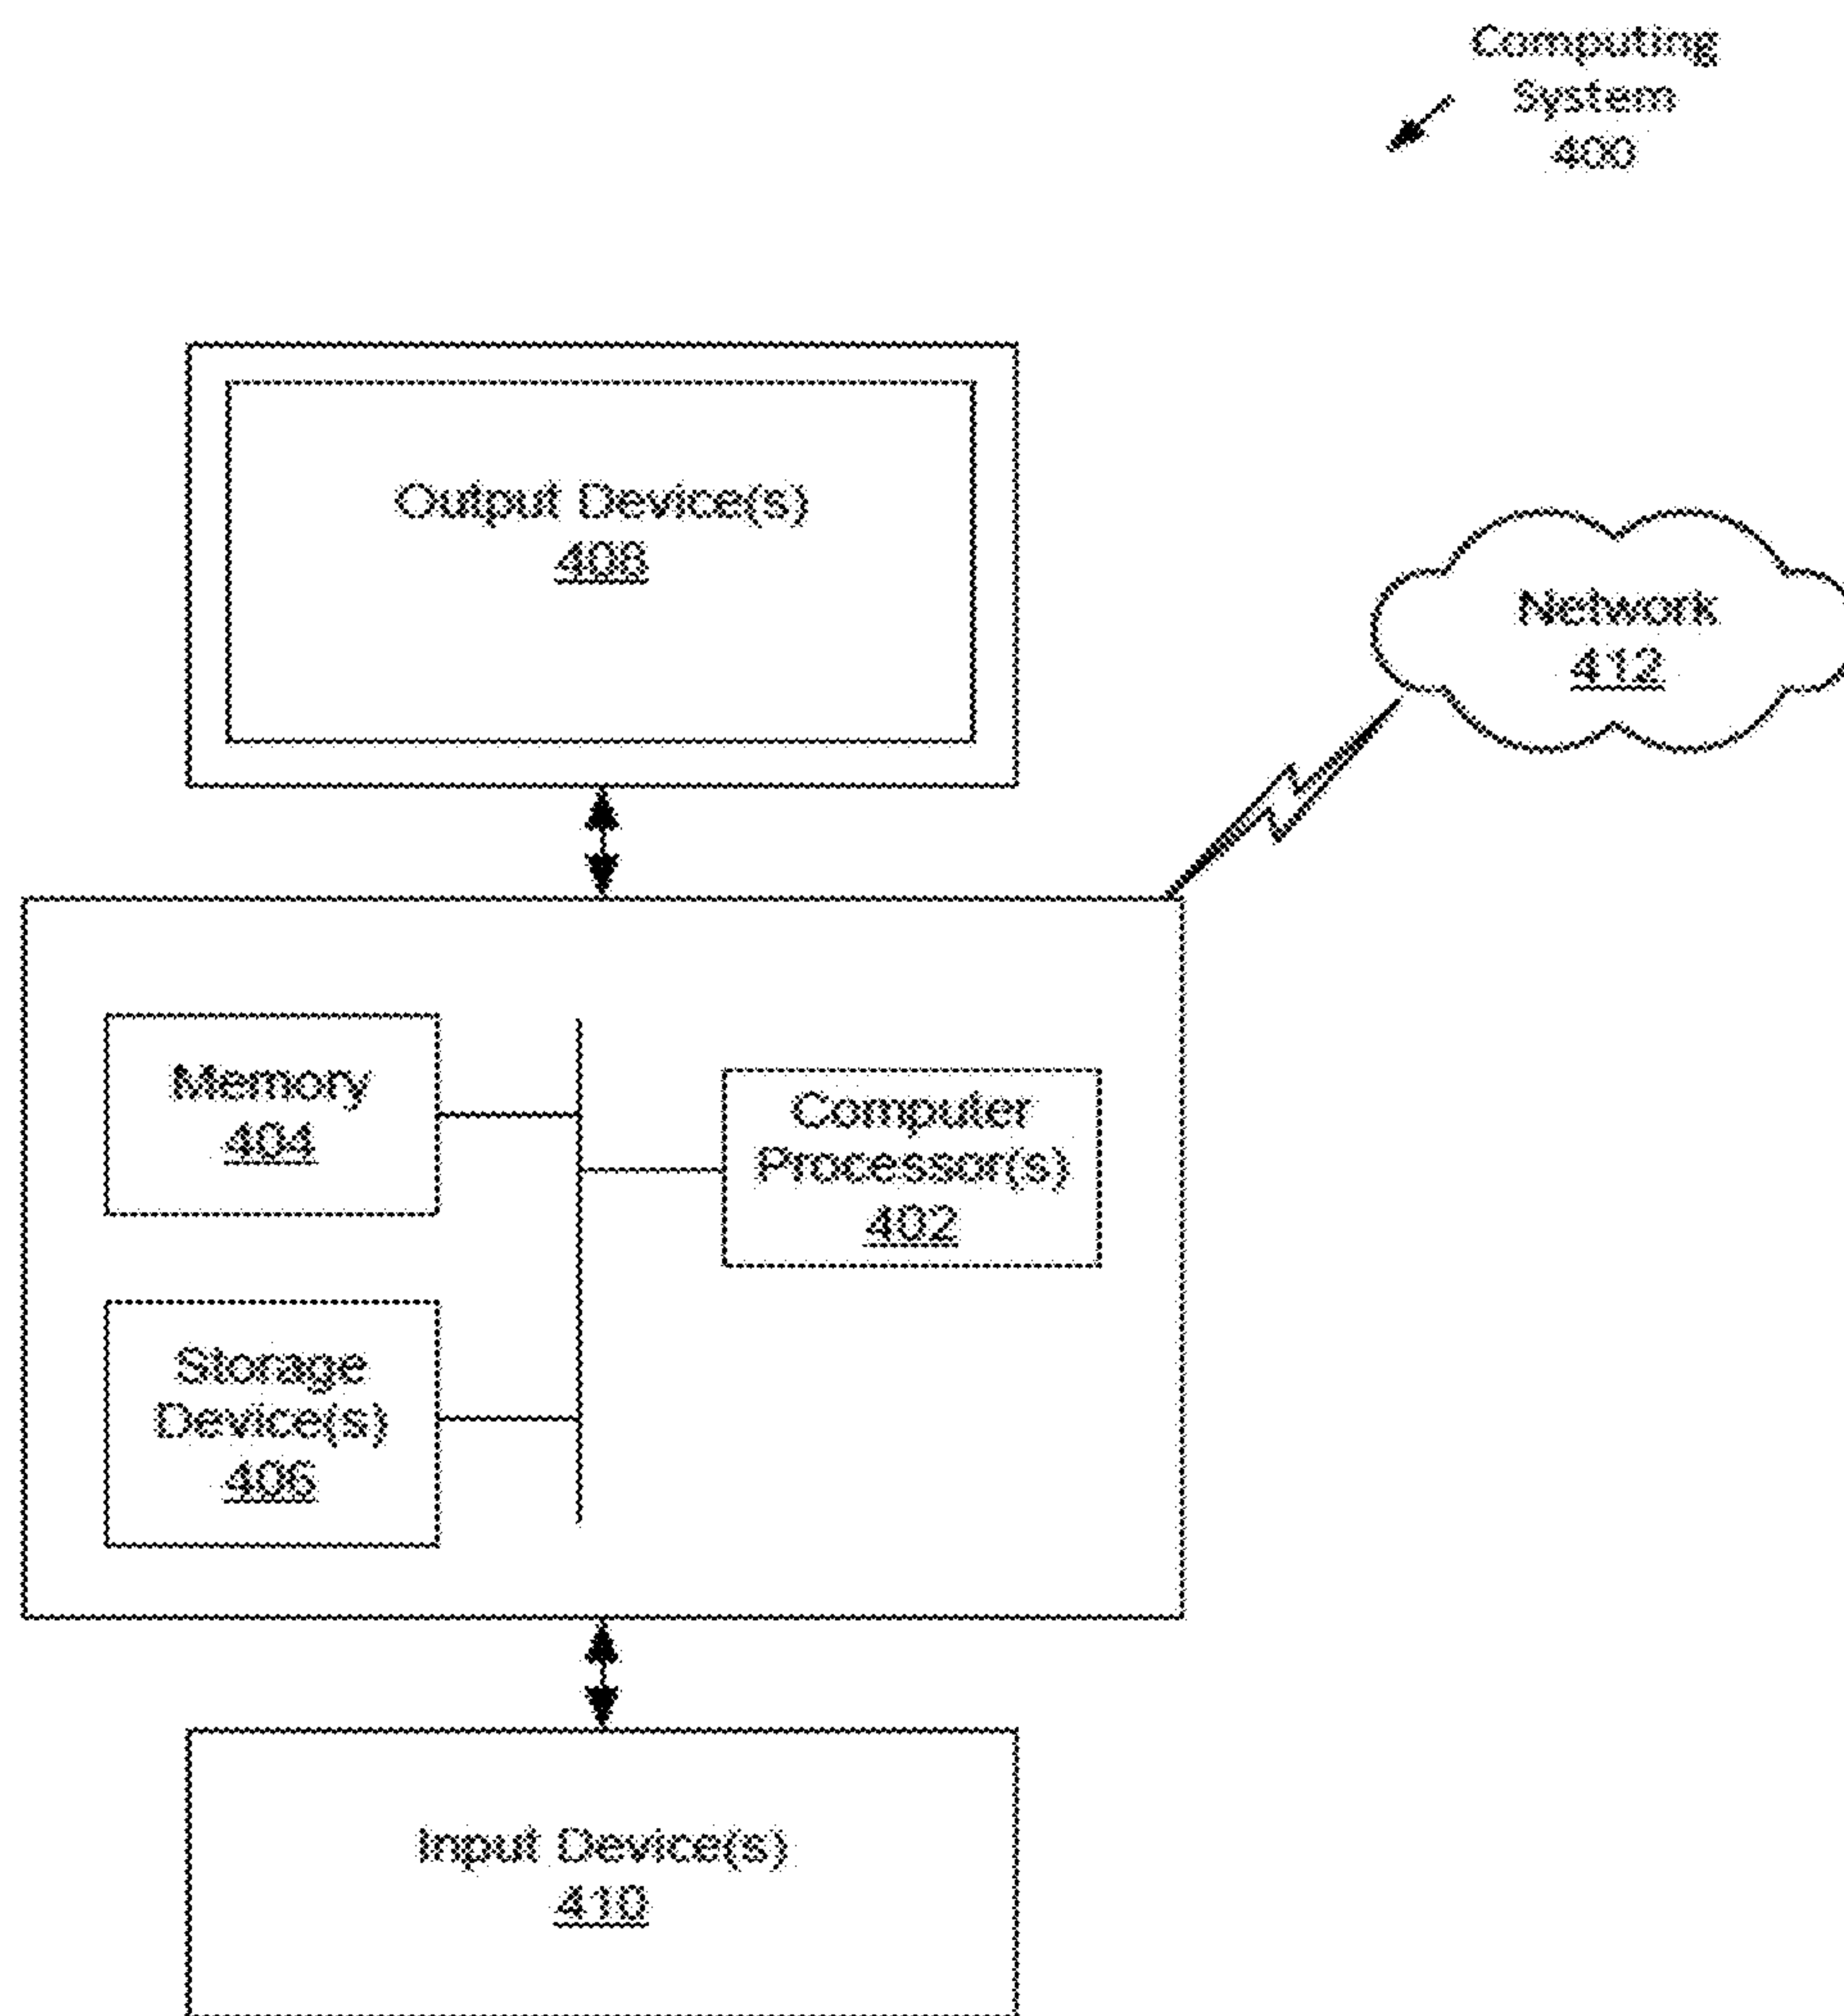 Computing
System
400
Output Device(s)
408
Network
412
Memory
404
Computer
Processor(s)
402
Storage
Device(s)
406
Input Device(s)
410